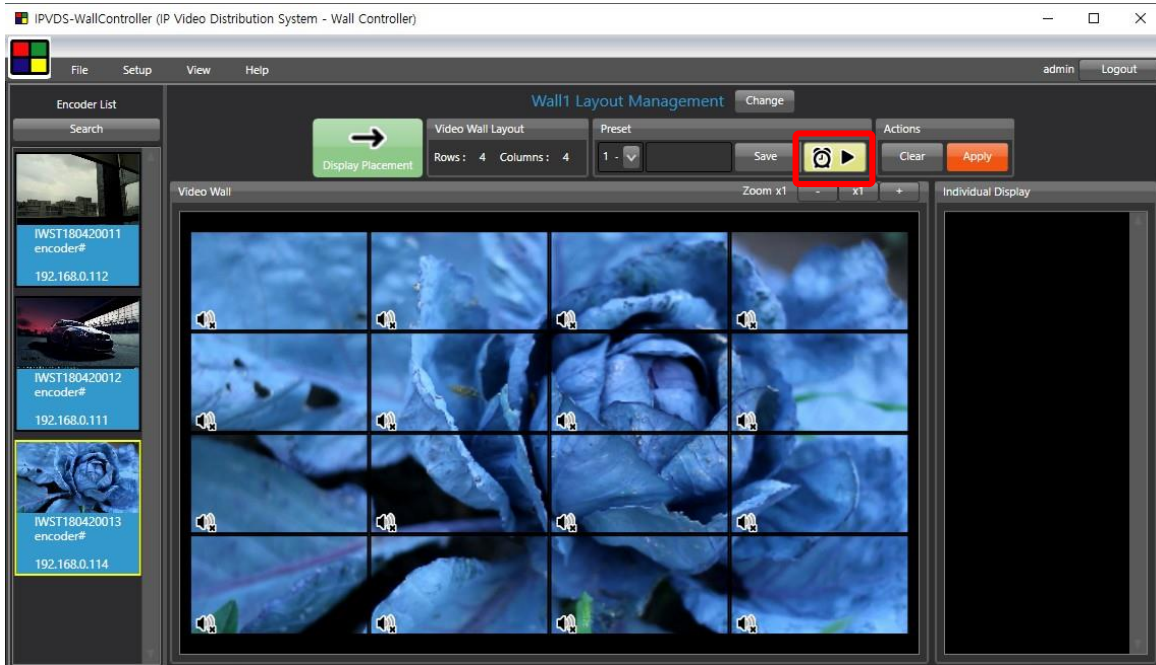 IPVDS-WallController (IP Video Distribution System - Wall Controller)
File Setup View Help
admin Logout
Encoder List
Search
IWST180420011
encoder#
192.168.0.112
IWST180420012
encoder#
192.168.0.111
IWST180420013
encoder#
192.168.0.114
Wall1 Layout Management Change
Display Placement
Video Wall Layout
Rows : 4 Columns : 4
Preset
1 -
Save
Actions
Clear Apply
Video Wall
Zoom x1 - x1 +
Individual Display